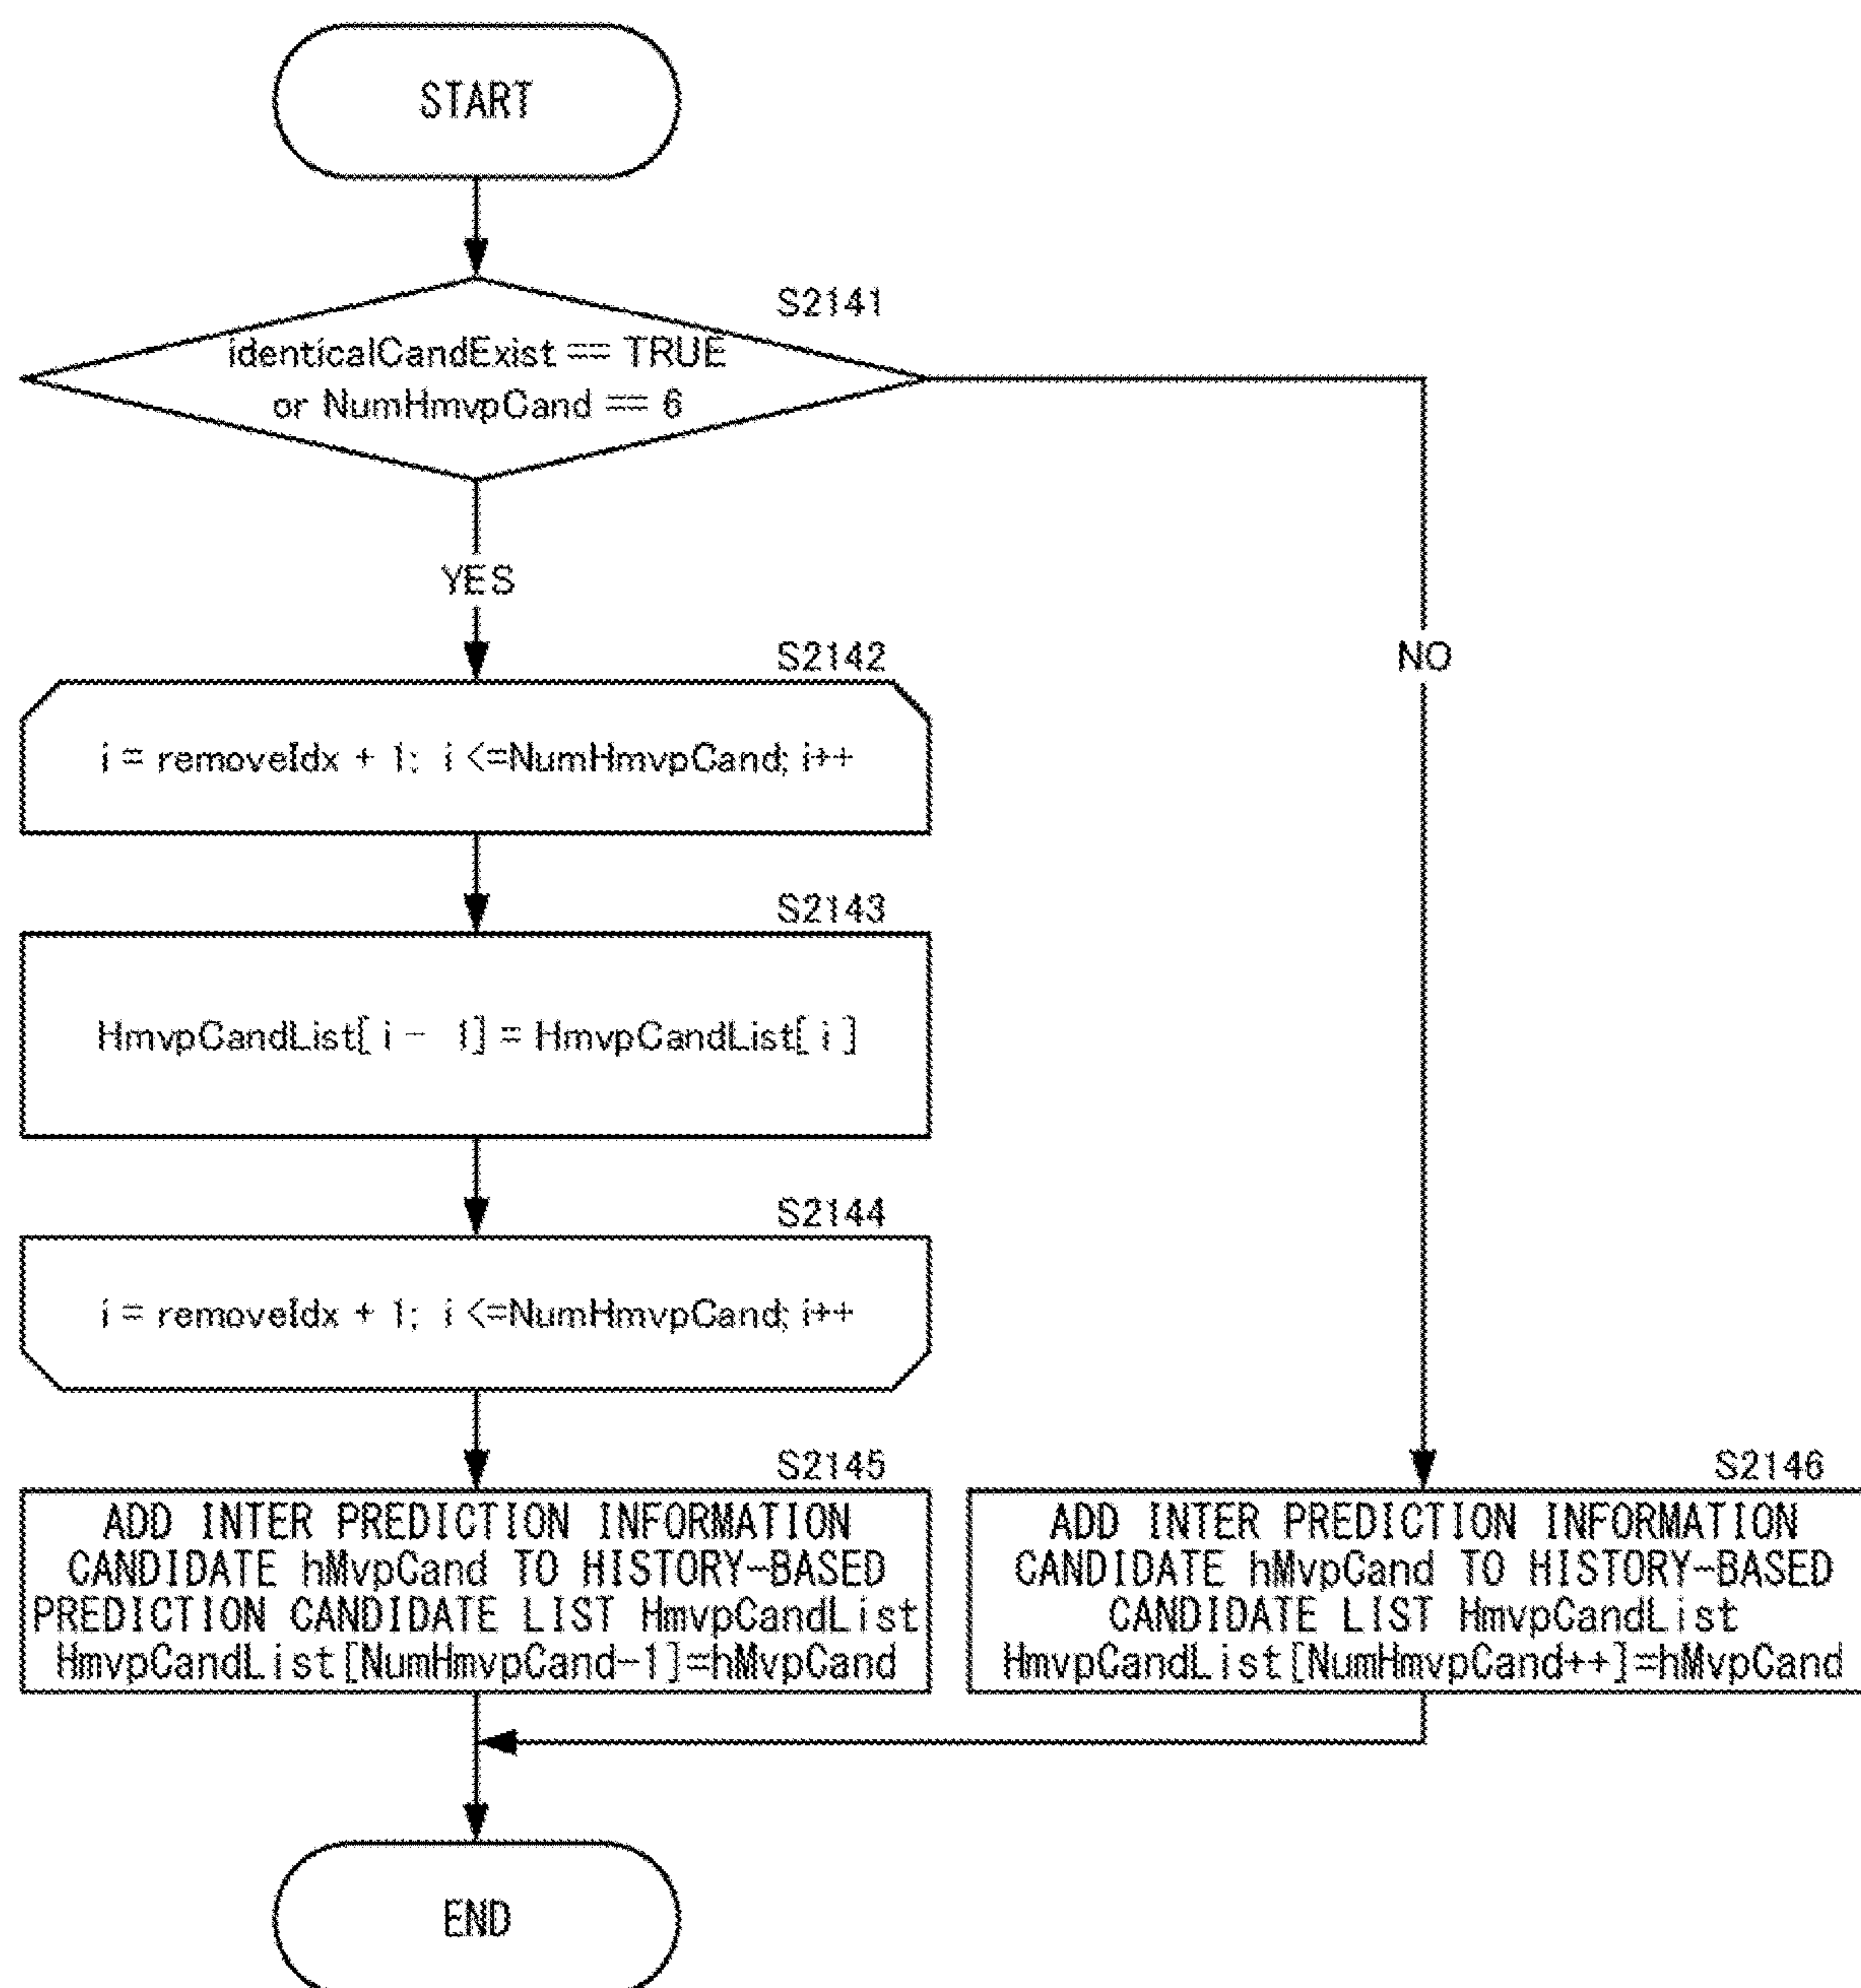 START
S2141
identicalCandExist == TRUE
or NumHmvpCand == 6
YES
NO
S2142
i = removeIdx + 1; i <=NumHmvpCand; i++
S2143
HmvpCandList[ i - 1] = HmvpCandList[ i ]
S2144
i = removeIdx + 1; i <=NumHmvpCand; i++
S2145
ADD INTER PREDICTION INFORMATION
CANDIDATE hMvpCand TO HISTORY-BASED
PREDICTION CANDIDATE LIST HmvpCandList
HmvpCandList[NumHmvpCand-1]=hMvpCand
S2146
ADD INTER PREDICTION INFORMATION
CANDIDATE hMvpCand TO HISTORY-BASED
CANDIDATE LIST HmvpCandList
HmvpCandList[NumHmvpCand++]=hMvpCand
END